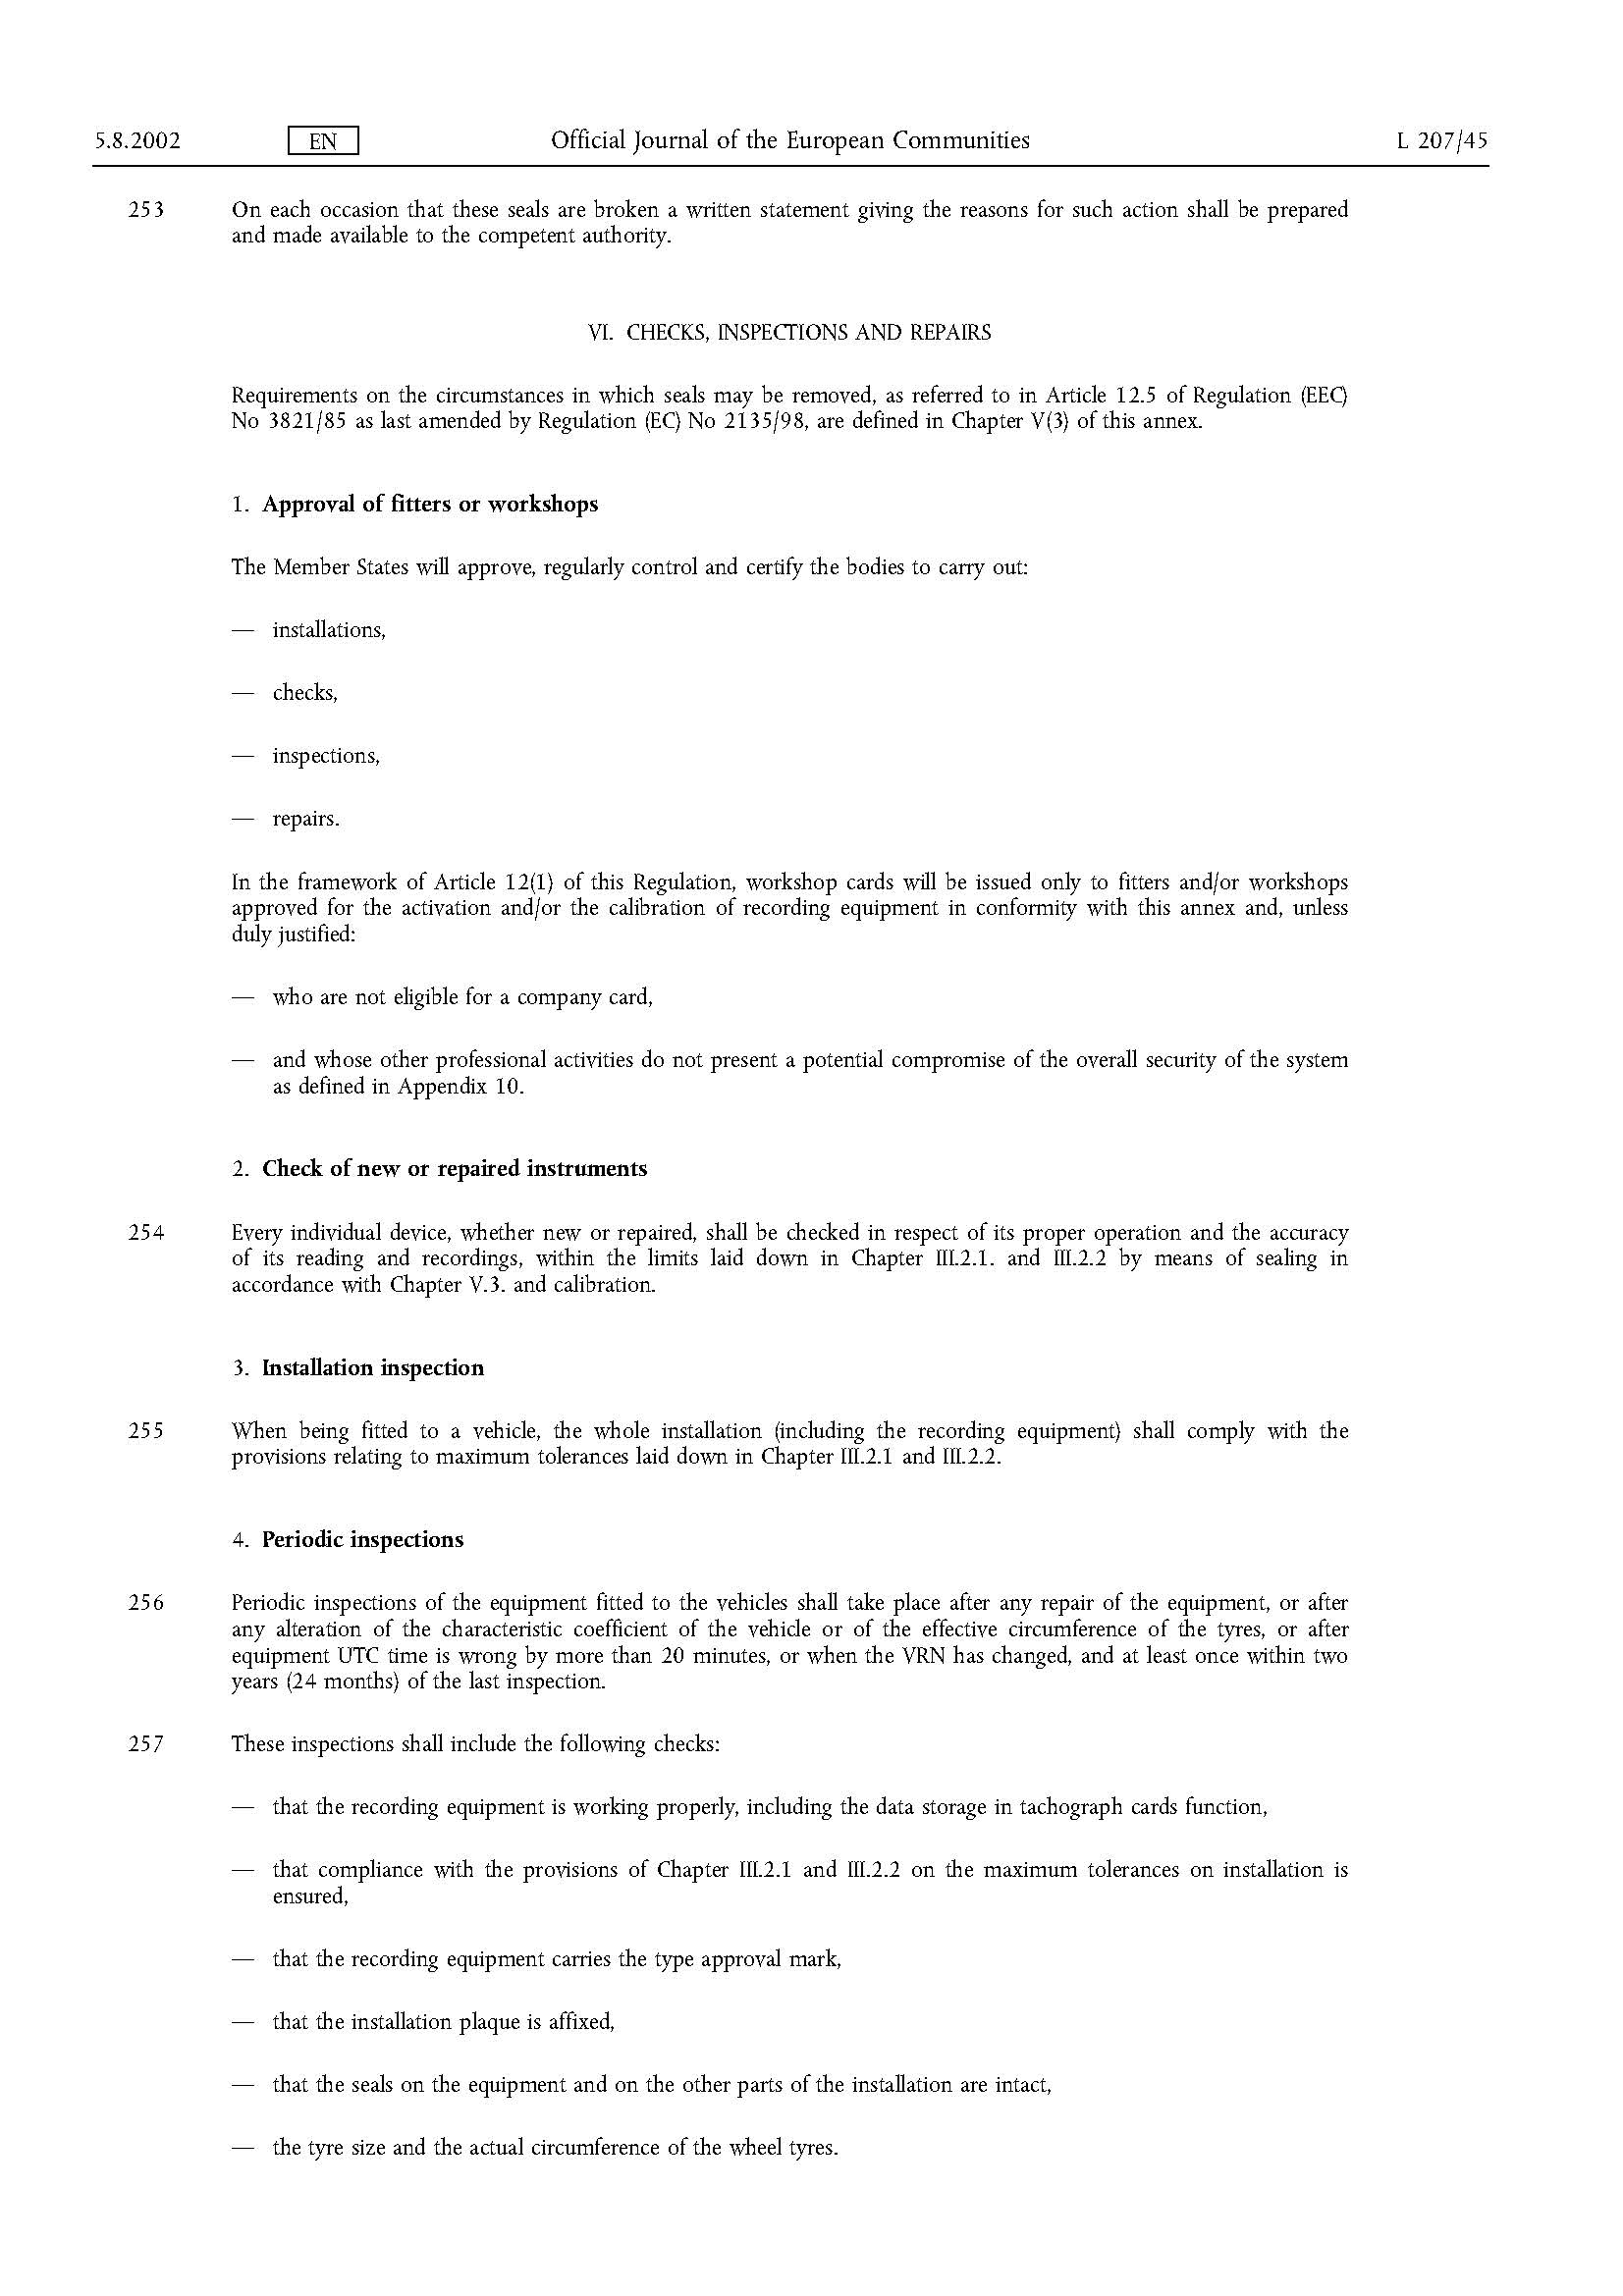 5.8.2002 EN Official Journal of the European Communities L 207/45
253 On each occasion that these seals are broken a written statement giving the reasons for such action shall be prepared
and made available to the competent authority.
VI. CHECKS, INSPECTIONS AND REPAIRS
Requirements on the circumstances in which seals may be removed, as referred to in Article 12.5 of Regulation (EEC)
No 3821/85 as last amended by Regulation (EC) No 2135/98, are defined in Chapter V(3) of this annex.
1. Approval of fitters or workshops
The Member States will approve, regularly control and certify the bodies to carry out:
— installations,
— checks,
— inspections,
— repairs.
In the framework of Article 12(1) of this Regulation, workshop cards will be issued only to fitters and/or workshops
approved for the activation and/or the calibration of recording equipment in conformity with this annex and, unless
duly justified:
— who are not eligible for a company card,
— and whose other professional activities do not present a potential compromise of the overall security of the system
as defined in Appendix 10.
2. Check of new or repaired instruments
254 Every individual device, whether new or repaired, shall be checked in respect of its proper operation and the accuracy
of its reading and recordings, within the limits laid down in Chapter III.2.1. and III.2.2 by means of sealing in
accordance with Chapter V.3. and calibration.
3. Installation inspection
255 When being fitted to a vehicle, the whole installation (including the recording equipment) shall comply with the
provisions relating to maximum tolerances laid down in Chapter III.2.1 and III.2.2.
4. Periodic inspections
256 Periodic inspections of the equipment fitted to the vehicles shall take place after any repair of the equipment, or after
any alteration of the characteristic coefficient of the vehicle or of the effective circumference of the tyres, or after
equipment UTC time is wrong by more than 20 minutes, or when the VRN has changed, and at least once within two
years (24 months) of the last inspection.
257 These inspections shall include the following checks:
— that the recording equipment is working properly, including the data storage in tachograph cards function,
— that compliance with the provisions of Chapter III.2.1 and III.2.2 on the maximum tolerances on installation is
ensured,
— that the recording equipment carries the type approval mark,
— that the installation plaque is affixed,
— that the seals on the equipment and on the other parts of the installation are intact,
— the tyre size and the actual circumference of the wheel tyres.